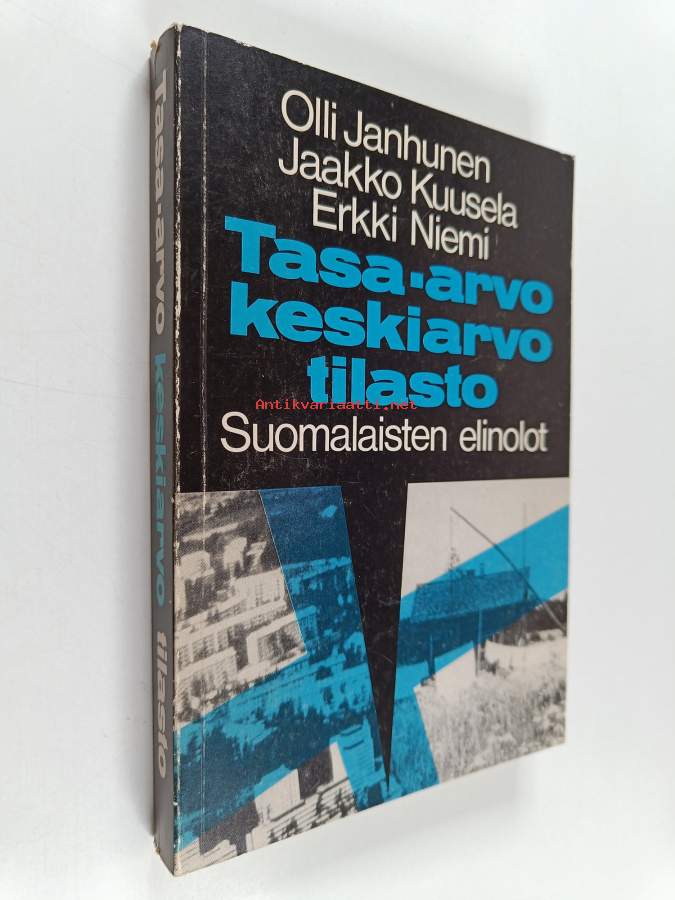 Olli Janhunen
Jaakko Kuusela
Erkki Niemi
Tasa-arvo
keskiarvo
tilasto
Antikvariaatti.net
Suomalaisten elinolot
Tasa-arvo keskiarvo tilasto